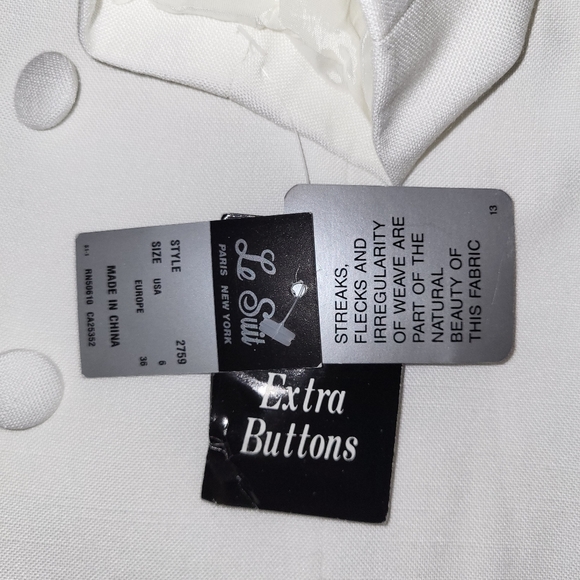 Le Suit
PARIS NEW YORK
STYLE 2759
SIZE USA 6
EUROPE 36
MADE IN CHINA
RN50610 CA25352
STREAKS,
FLECKS AND
IRREGULARITY
OF WEAVE ARE
PART OF THE
NATURAL
BEAUTY OF
THIS FABRIC
13
Extra
Buttons